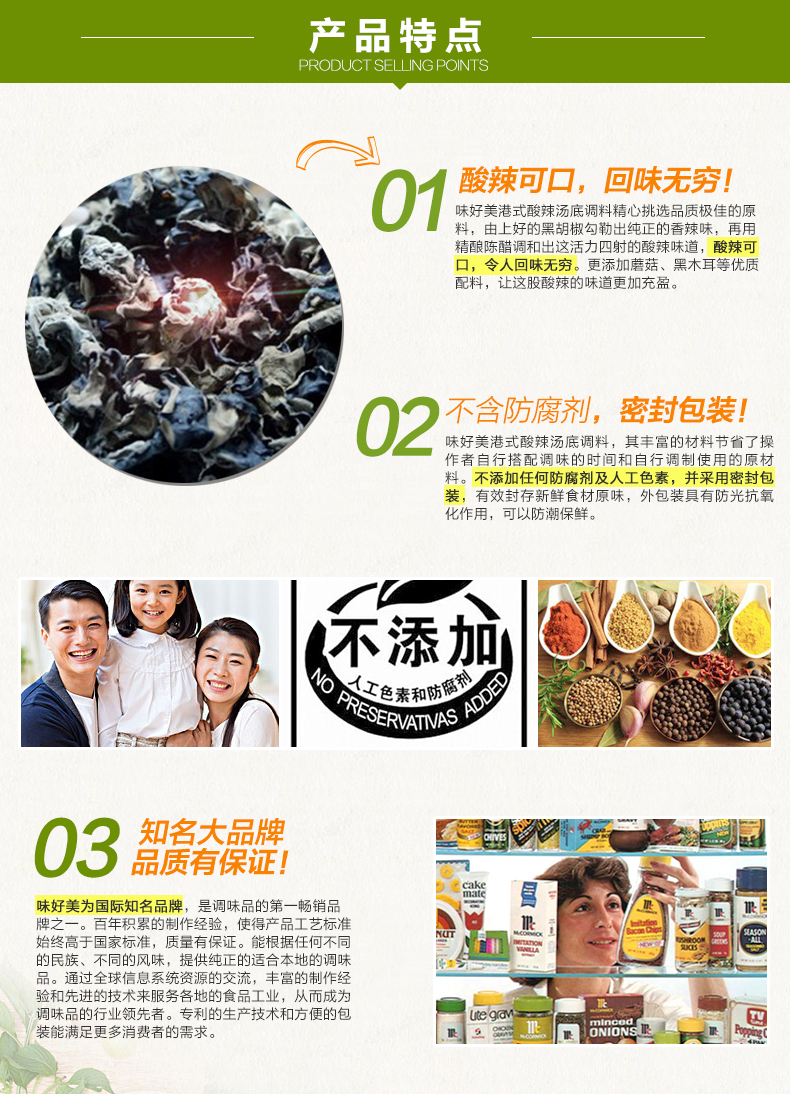 产品特点
PRODUCT SELLING POINTS
01
酸辣可口，回味无穷！
味好美港式酸辣汤底调料精心挑选品质极佳的原
料，由上好的黑胡椒勾勒出纯正的香辣味，再用
精酿陈醋调和出这活力四射的酸辣味道，酸辣可
口，令人回味无穷。更添加蘑菇、黑木耳等优质
配料，让这股酸辣的味道更加充盈。
02
不含防腐剂，密封包装！
味好美港式酸辣汤底调料，其丰富的材料节省了操
作者自行搭配调味的时间和自行调制使用的原材
料。不添加任何防腐剂及人工色素，并采用密封包
装，有效封存新鲜食材原味，外包装具有防光抗氧
化作用，可以防潮保鲜。
不添加
人工色素和防腐剂
NO PRESERVATIVAS ADDED
03
知名大品牌
品质有保证！
味好美为国际知名品牌，是调味品的第一畅销品
牌之一。百年积累的制作经验，使得产品工艺标准
始终高于国家标准，质量有保证。能根据任何不同
的民族、不同的风味，提供纯正的适合本地的调味
品。通过全球信息系统资源的交流，丰富的制作经
验和先进的技术来服务各地的食品工业，从而成为
调味品的行业领先者。专利的生产技术和方便的包
装能满足更多消费者的需求。
CHIVES
GRAVY
cake
mate
DECORATING
ICING
IMITATION
VANILLA
Imitation
Bacon Chips
MUSHROOM
SLICES
SOUP
GREENS
SEASON
-ALL
Lite gravy
McCORMICK
minced
ONIONS
TV
Popping